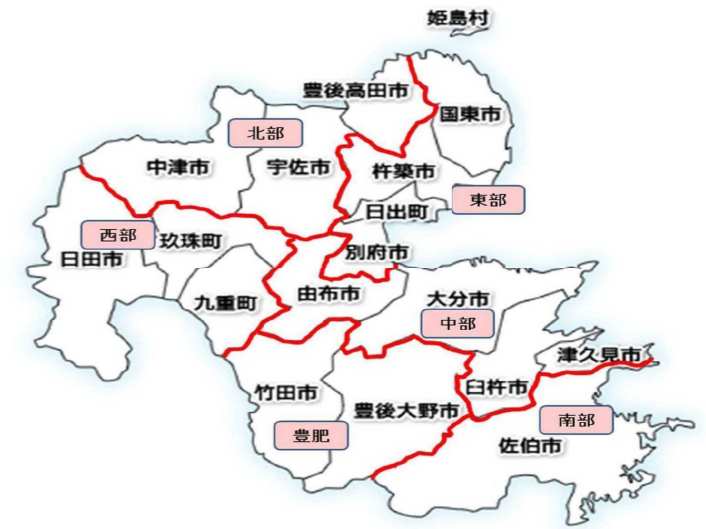 姫島村
豊後高田市
国東市
北部
中津市
宇佐市
杵築市
東部
日出町
西部
玖珠町
日田市
別府市
九重町
由布市
大分市
中部
津久見市
竹田市
臼杵市
豊後大野市
南部
豊肥
佐伯市